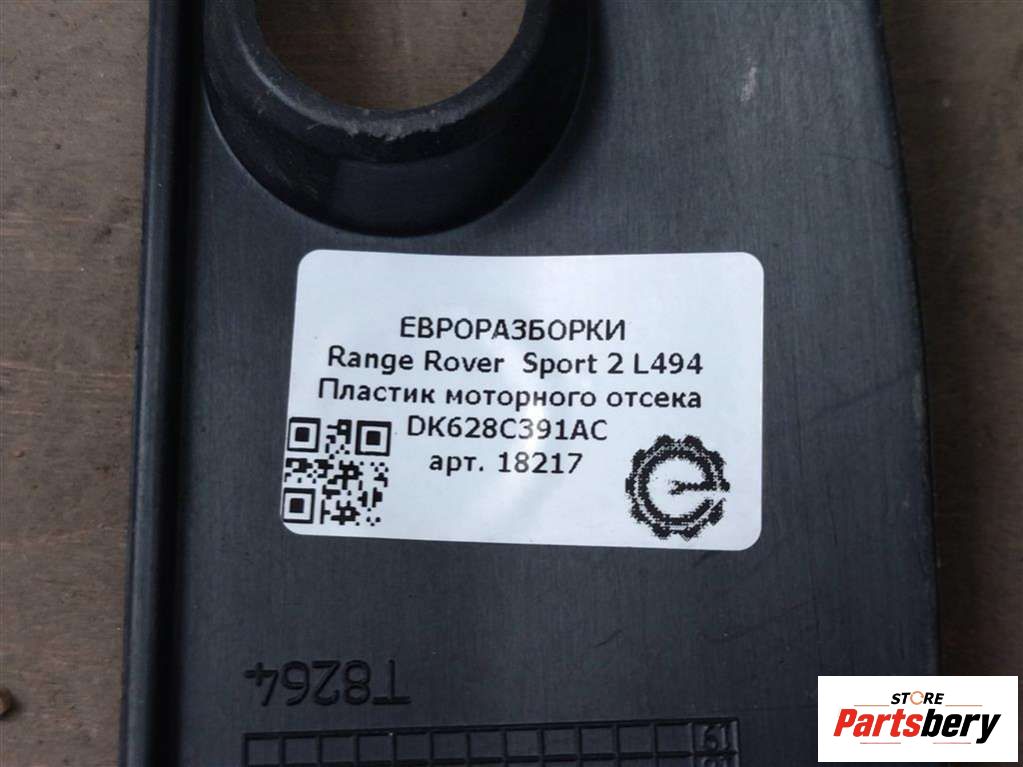 ЕВРОРАЗБОРКИ
Range Rover Sport 2 L494
Пластик моторного отсека
DK628C391AC
арт. 18217
T8264
STORE
Partsbery